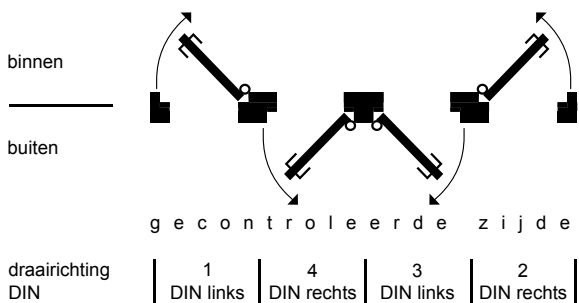 binnen
buiten
g e c o n t r o l e e r d e   z i j d e
draairichting 1 4 3 2
DIN DIN links DIN rechts DIN links DIN rechts